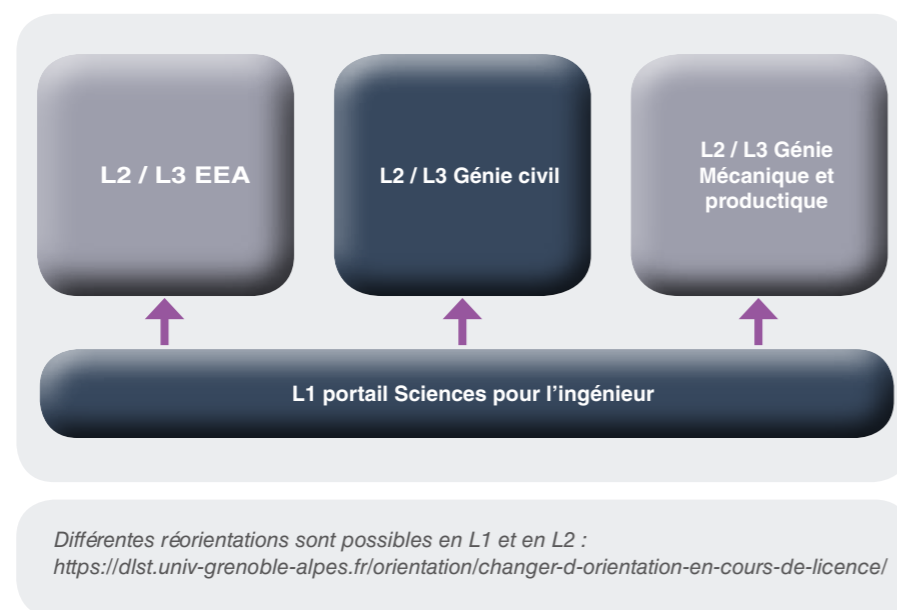 L2 / L3 EEA
L2 / L3 Génie civil
L2 / L3 Génie
Mécanique et
productique
L1 portail Sciences pour l'ingénieur
Différentes réorientations sont possibles en L1 et en L2 :
https://dlst.univ-grenoble-alpes.fr/orientation/changer-d-orientation-en-cours-de-licence/